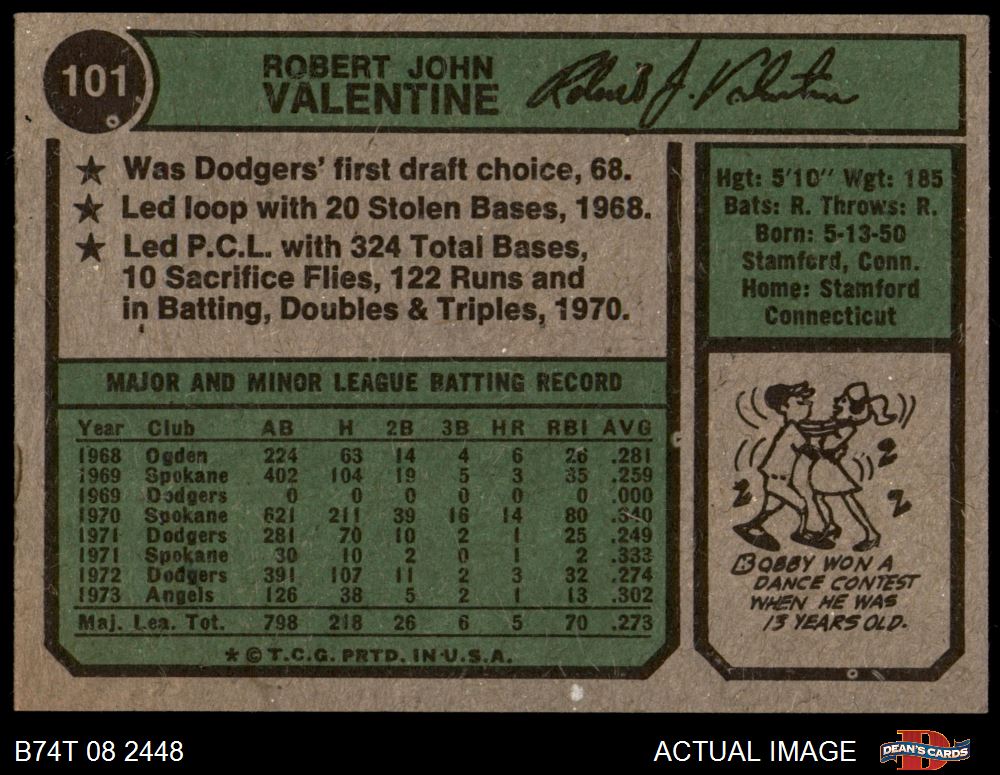 101
ROBERT JOHN
VALENTINE
Robert J. Valentine
★ Was Dodgers' first draft choice, 68.
★ Led loop with 20 Stolen Bases, 1968.
★ Led P.C.L. with 324 Total Bases,
10 Sacrifice Flies, 122 Runs and
in Batting, Doubles & Triples, 1970.
Hgt: 5'10" Wgt: 185
Bats: R. Throws: R.
Born: 5-13-50
Stamford, Conn.
Home: Stamford
Connecticut
MAJOR AND MINOR LEAGUE BATTING RECORD
Year Club AB H 2B 3B HR RBI AVG
1968 Ogden 224 63 14 4 6 26 .281
1969 Spokane 402 104 19 5 3 35 .259
1969 Dodgers 0 0 0 0 0 0 .000
1970 Spokane 621 211 39 16 14 80 .340
1971 Dodgers 281 70 10 2 1 25 .249
1971 Spokane 30 10 2 0 1 2 .333
1972 Dodgers 391 107 11 2 3 32 .274
1973 Angels 126 38 5 2 1 13 .302
Maj. Lea. Tot. 798 218 26 6 5 70 .273
★ © T.C.G. PRTD. IN U.S.A.
BOBBY WON A
DANCE CONTEST
WHEN HE WAS
13 YEARS OLD.
B74T 08 2448
ACTUAL IMAGE
D
DEAN'S CARDS